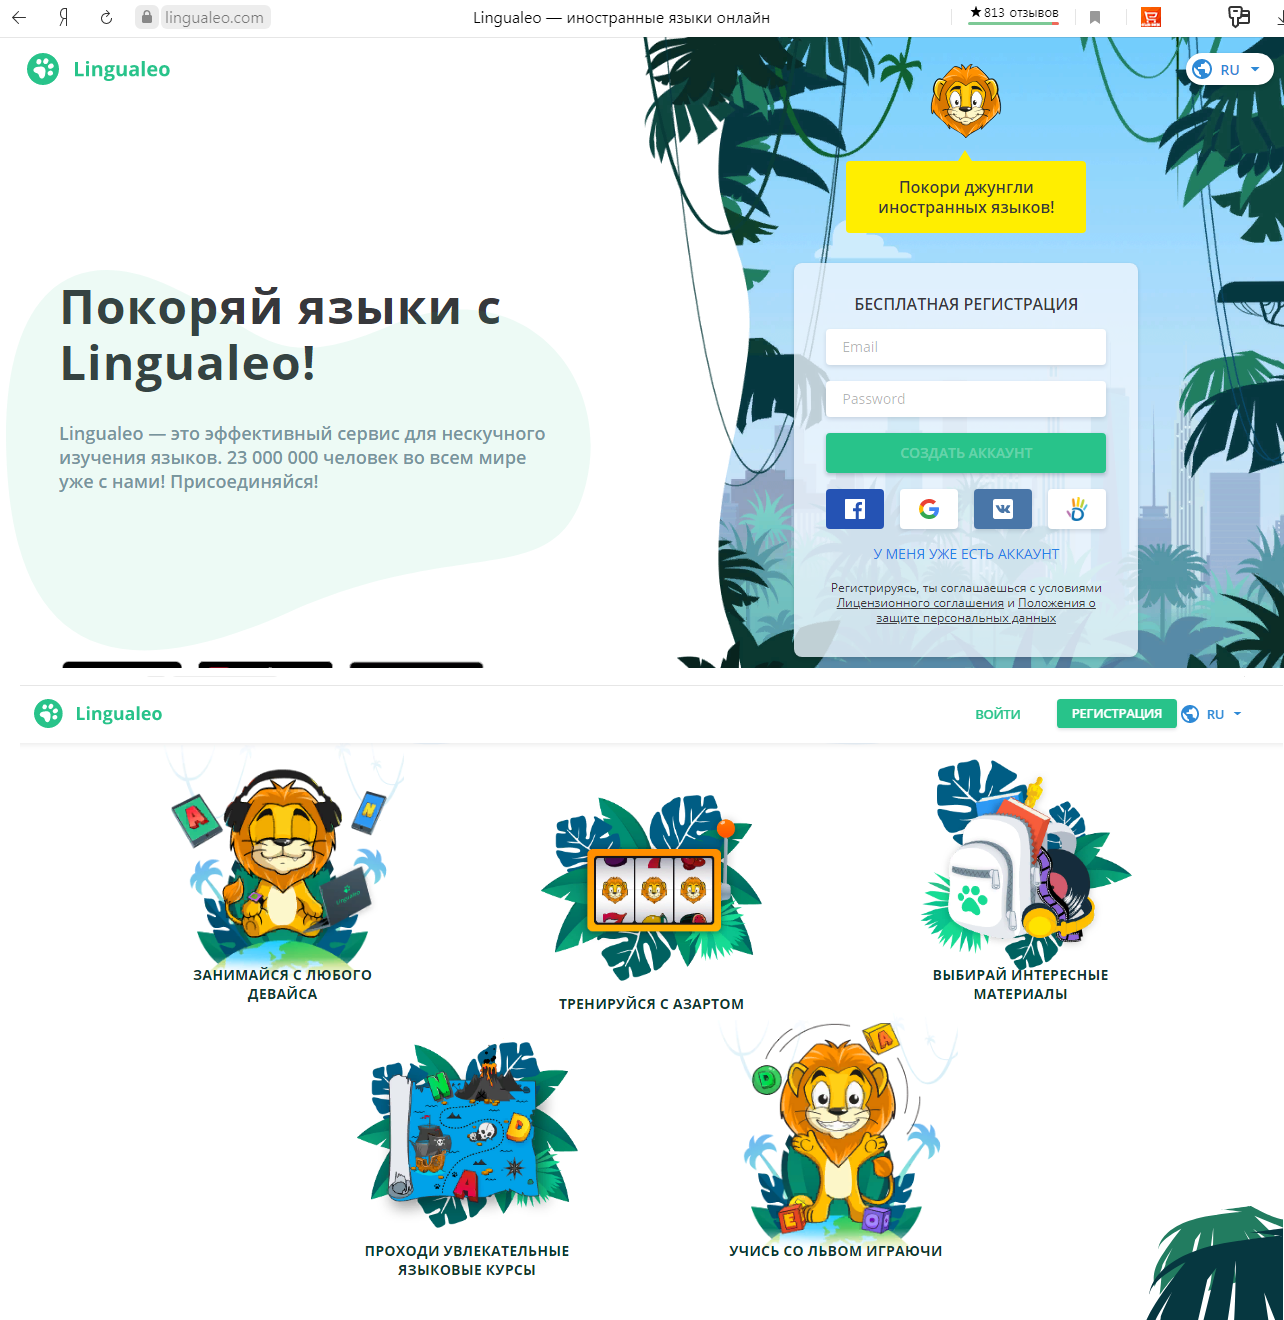 lingualeo.com
Lingualeo — иностранные языки онлайн
★813 отзывов
Lingualeo
RU
Покори джунгли
иностранных языков!
Покоряй языки с
Lingualeo!
Lingualeo — это эффективный сервис для нескучного
изучения языков. 23 000 000 человек во всем мире
уже с нами! Присоединяйся!
БЕСПЛАТНАЯ РЕГИСТРАЦИЯ
Email
Password
СОЗДАТЬ АККАУНТ
У МЕНЯ УЖЕ ЕСТЬ АККАУНТ
Регистрируясь, ты соглашаешься с условиями
Лицензионного соглашения и Положения о
защите персональных данных
Lingualeo
ВОЙТИ
РЕГИСТРАЦИЯ
RU
A
N
Lingualeo
ЗАНИМАЙСЯ С ЛЮБОГО
ДЕВАЙСА
ТРЕНИРУЙСЯ С АЗАРТОМ
ВЫБИРАЙ ИНТЕРЕСНЫЕ
МАТЕРИАЛЫ
N
D
A
ПРОХОДИ УВЛЕКАТЕЛЬНЫЕ
ЯЗЫКОВЫЕ КУРСЫ
A
D
E
O
УЧИСЬ СО ЛЬВОМ ИГРАЮЧИ